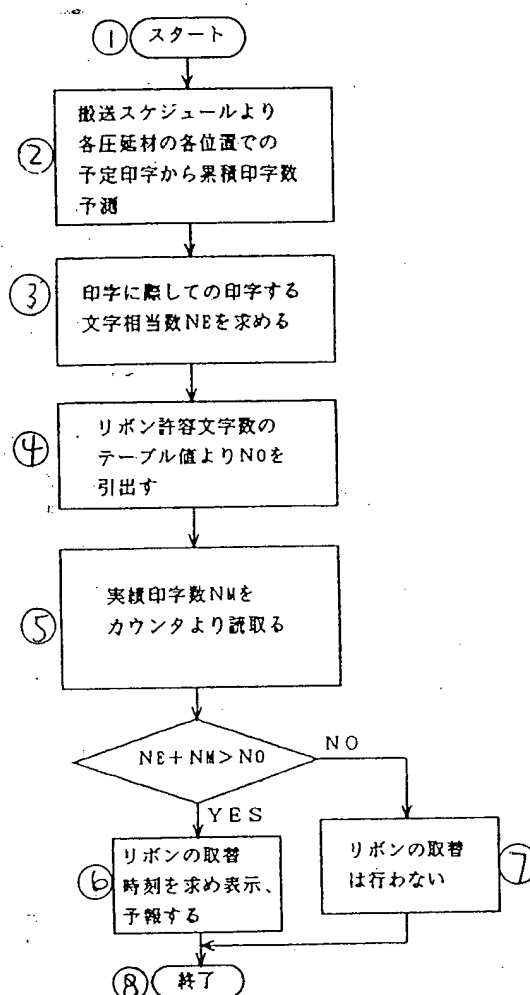 ① スタート
搬送スケジュールより
② 各圧延材の各位置での
予定印字から累積印字数
予測
③ 印字に際しての印字する
文字相当数NEを求める
リボン許容文字数の
④ テーブル値よりN0を
引出す
実績印字数NMを
⑤ カウンタより読取る
NE+NM>N0
NO
YES
リボンの取替
⑥ 時刻を求め表示、
予報する
リボンの取替
は行わない
⑦
⑧ 終了